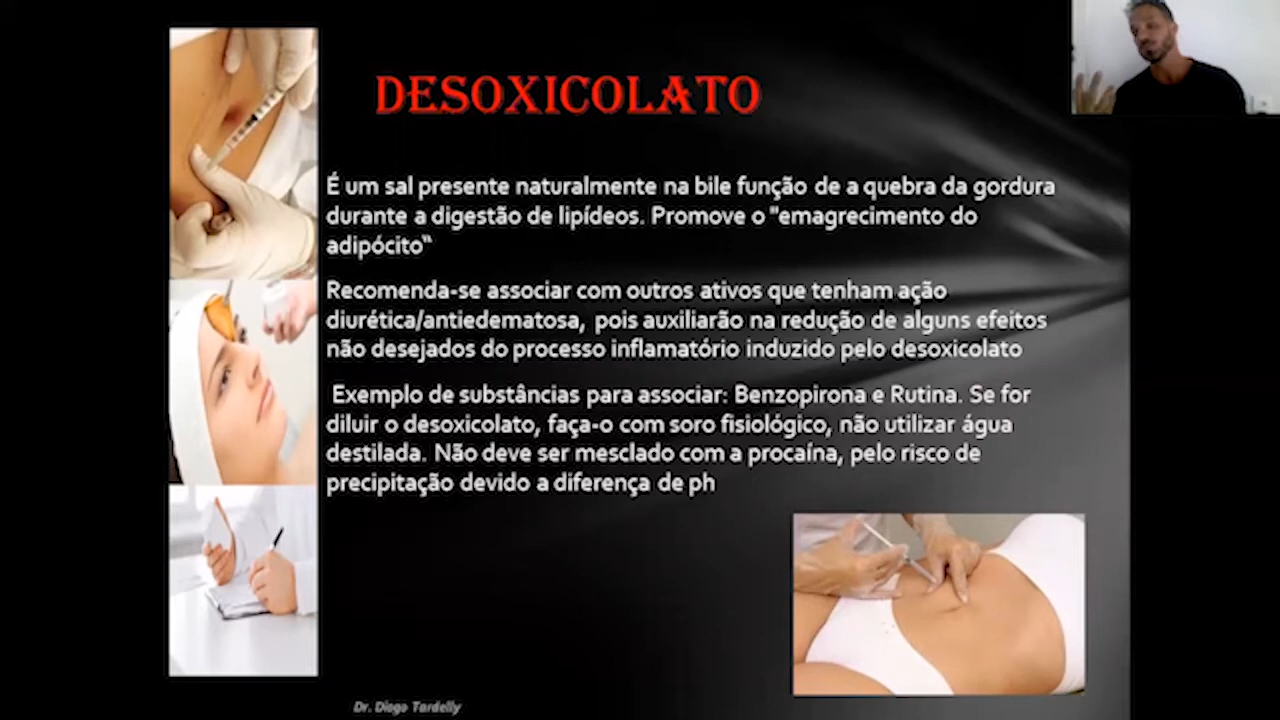 DESOXICOLATO
É um sal presente naturalmente na bile função de a quebra da gordura
durante a digestão de lipídeos. Promove o "emagrecimento do
adipócito“
Recomenda-se associar com outros ativos que tenham ação
diurética/antiedematosa, pois auxiliarão na redução de alguns efeitos
não desejados do processo inflamatório induzido pelo desoxicolato
Exemplo de substâncias para associar: Benzopirona e Rutina. Se for
diluir o desoxicolato, faça-o com soro fisiológico, não utilizar água
destilada. Não deve ser mesclado com a procaína, pelo risco de
precipitação devido a diferença de ph
Dr. Diogo Tardelly